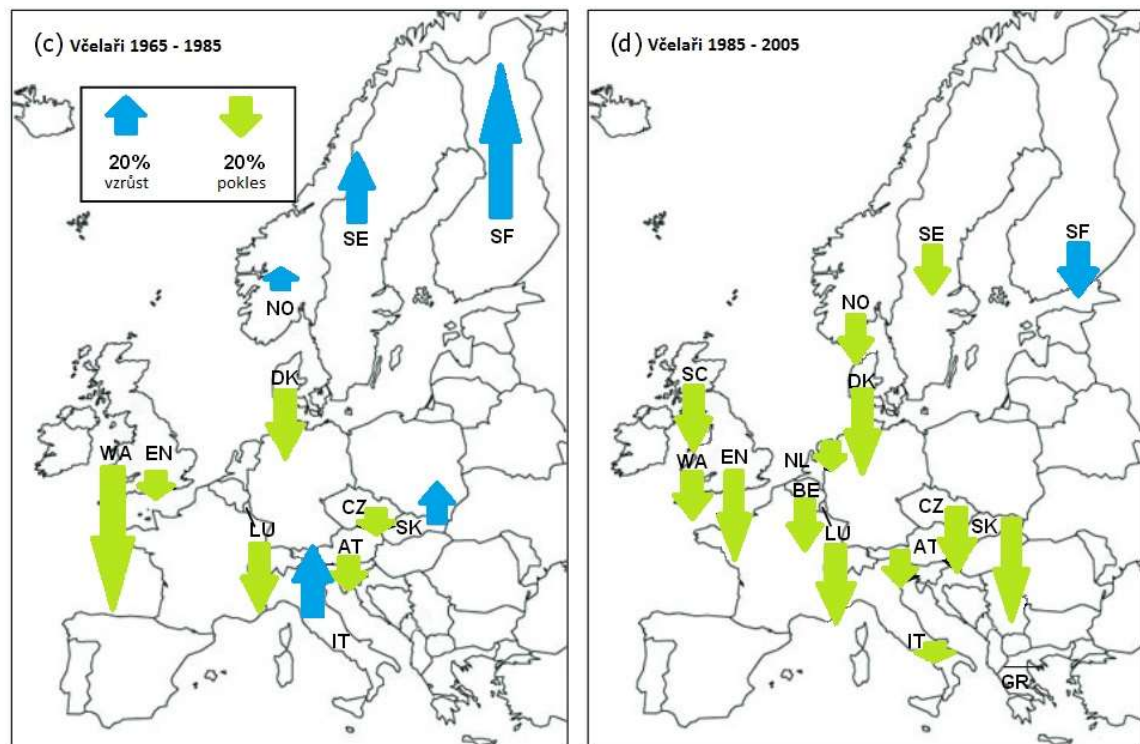 (c) Včelaři 1965 - 1985
20%
vzrůst
20%
pokles
SE
SF
NO
DK
WA
EN
CZ
SK
LU
AT
IT
(d) Včelaři 1985 - 2005
SE
SF
NO
SC
DK
WA
EN
NL
BE
CZ
SK
LU
AT
IT
GR